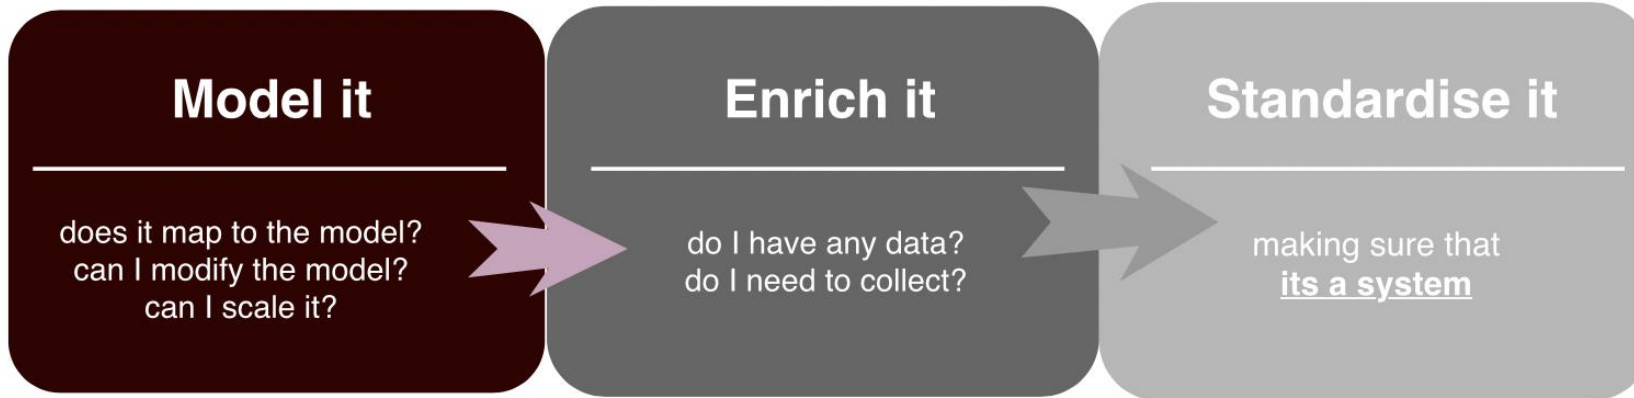 Model it
does it map to the model?
can I modify the model?
can I scale it?
Enrich it
do I have any data?
do I need to collect?
Standardise it
making sure that
its a system